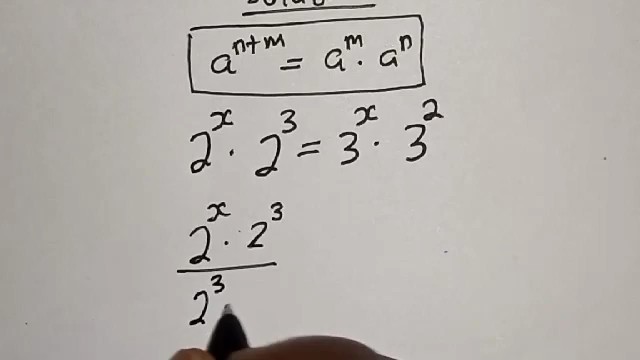 a^{n+m} = a^m · a^n
2^x · 2^3 = 3^x · 3^2
2^x · 2^3
2^3